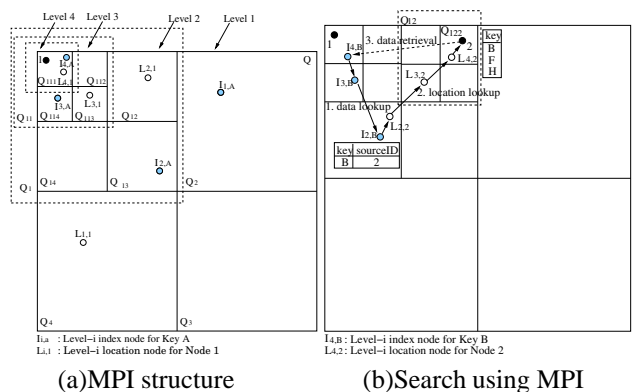 Level 4 Level 3 Level 2 Level 1
Q
1
I4,A
L4,1
L2,1
I1,A
Q111 Q112
I3,A
L3,1
Q11 Q114 Q113 Q12
I2,A
Q1 Q14 Q13 Q2
L1,1
Q4 Q3
Ii,a : Level-i index node for Key A
Li,1 : Level-i location node for Node 1
(a)MPI structure
Q12
Q122
1
I4,B
3. data retrieval
2
L4,2
key
B
F
H
I3,B
L3,2
2. location lookup
1. data lookup
L2,2
I2,B
key sourceID
B 2
I4,B : Level-i index node for Key B
L4,2 : Level-i location node for Node 2
(b)Search using MPI